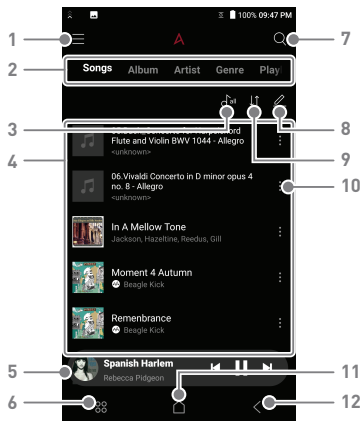 100% 09:47 PM
1
7
2
Songs Album Artist Genre Play
all
3
8
4
9
Flute and Violin BWV 1044 - Allegro
<unknown>
06.Vivaldi Concerto in D minor opus 4
no. 8 - Allegro
<unknown>
10
In A Mellow Tone
Jackson, Hazeltine, Reedus, Gill
Moment 4 Autumn
Beagle Kick
Remenbrance
Beagle Kick
5
Spanish Harlem
Rebecca Pidgeon
11
6
12